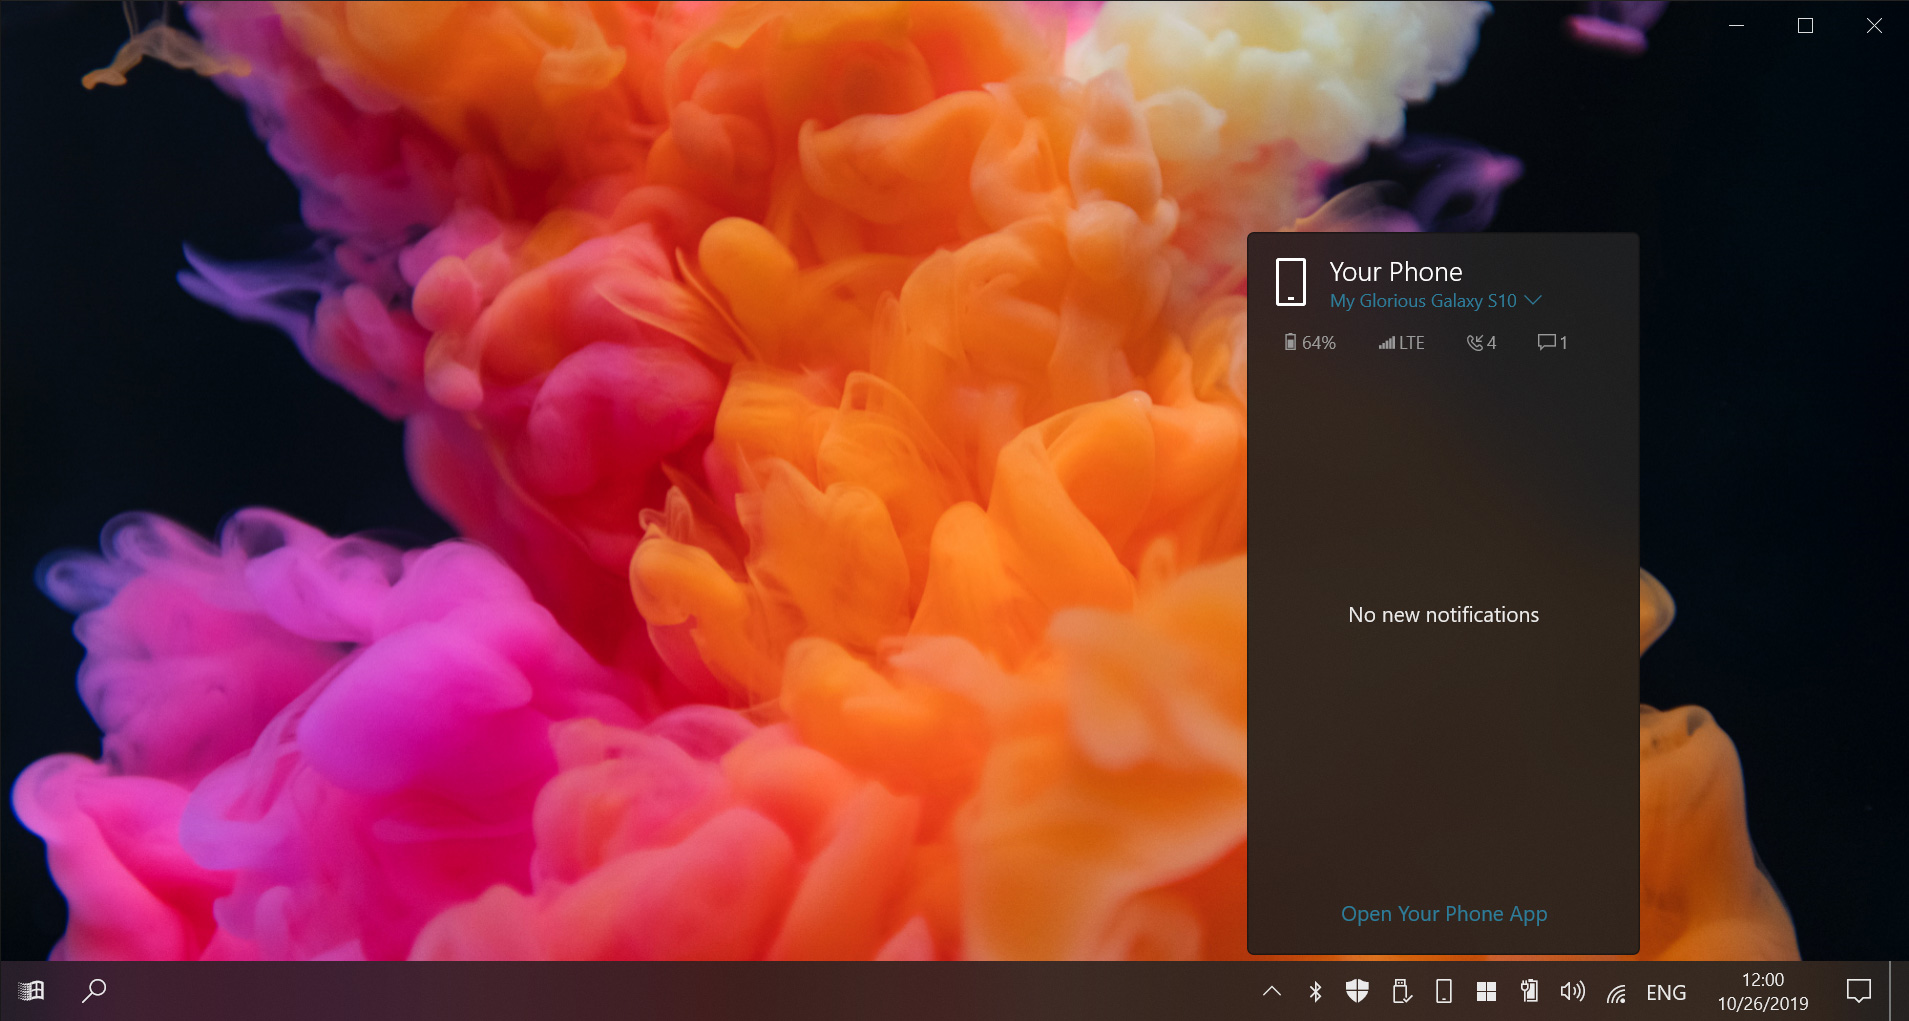 Your Phone
My Glorious Galaxy S10
64% LTE 4 1
No new notifications
Open Your Phone App
ENG
12:00
10/26/2019